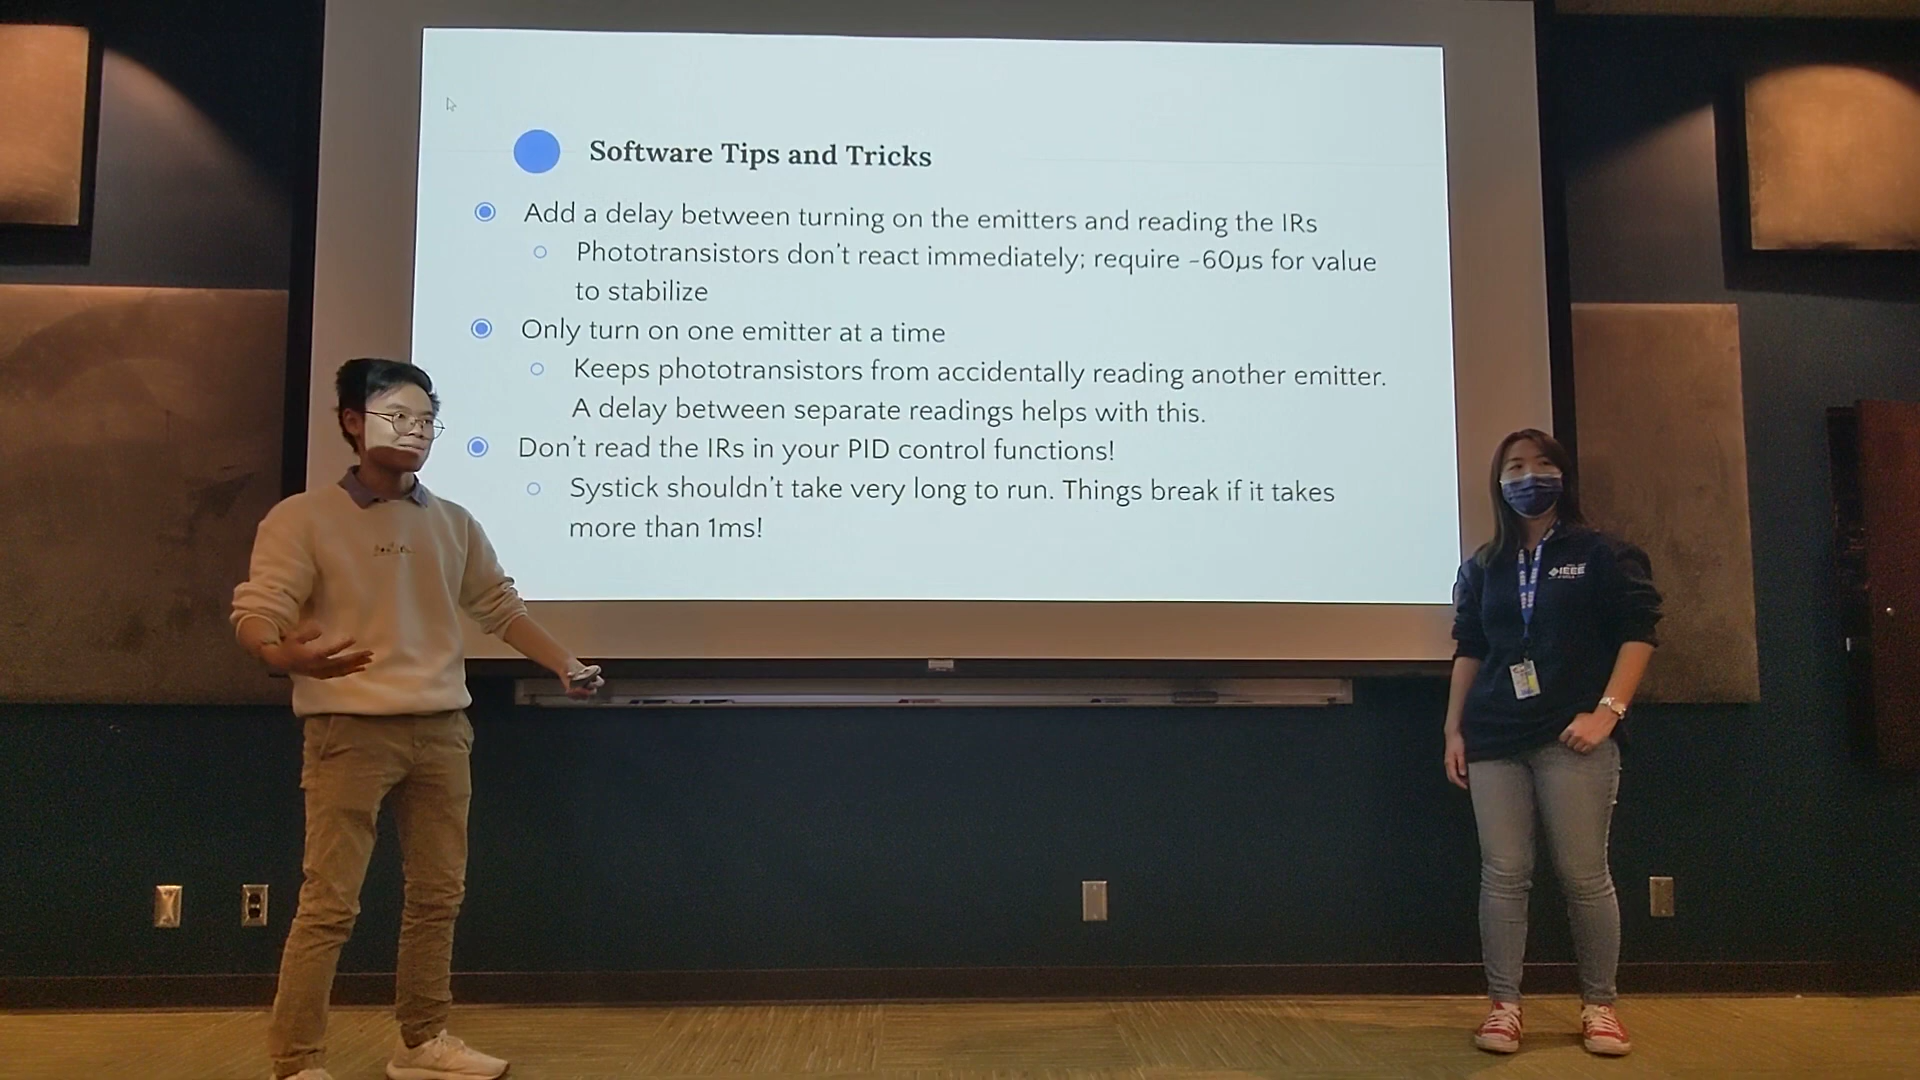 Software Tips and Tricks
Add a delay between turning on the emitters and reading the IRs
Phototransistors don't react immediately; require ~60µs for value
to stabilize
Only turn on one emitter at a time
Keeps phototransistors from accidentally reading another emitter.
A delay between separate readings helps with this.
Don't read the IRs in your PID control functions!
Systick shouldn't take very long to run. Things break if it takes
more than 1ms!
IEEE